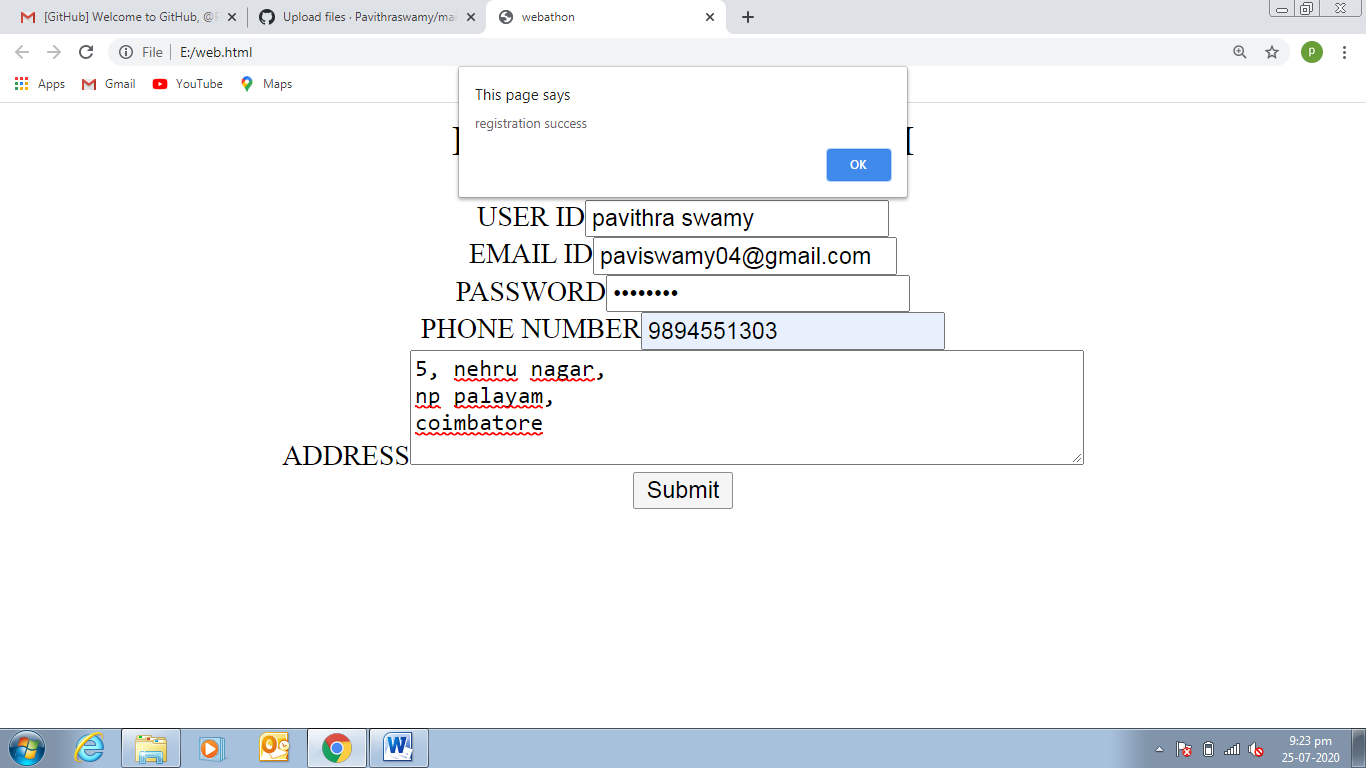 [GitHub] Welcome to GitHub, @
Upload files · Pavithraswamy/mai
webathon
File
E:/web.html
p
Apps
Gmail
YouTube
Maps
This page says
registration success
OK
USER ID pavithra swamy
EMAIL ID paviswamy04@gmail.com
PASSWORD ••••••••
PHONE NUMBER 9894551303
5, nehru nagar,
np palayam,
coimbatore
ADDRESS
Submit
9:23 pm
25-07-2020